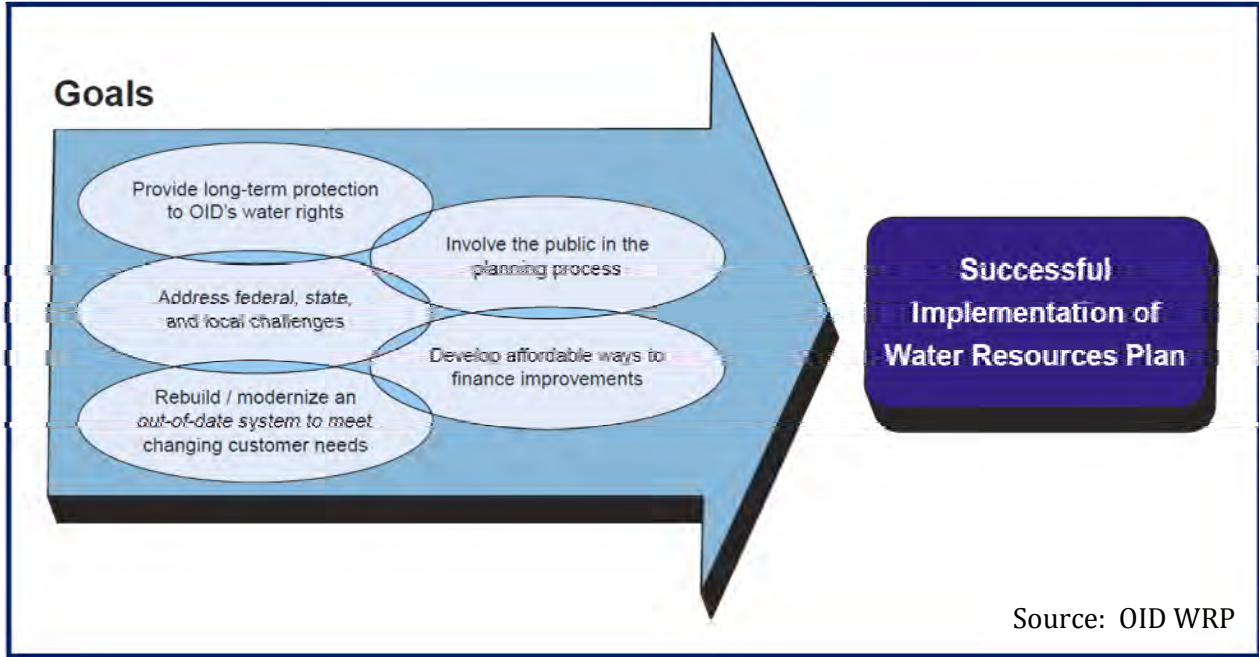 Goals
Provide long-term protection
to OID's water rights
Address federal, state,
and local challenges
Rebuild / modernize an
out-of-date system to meet
changing customer needs
Involve the public in the
planning process
Develop affordable ways to
finance improvements
Successful
Implementation of
Water Resources Plan
Source: OID WRP